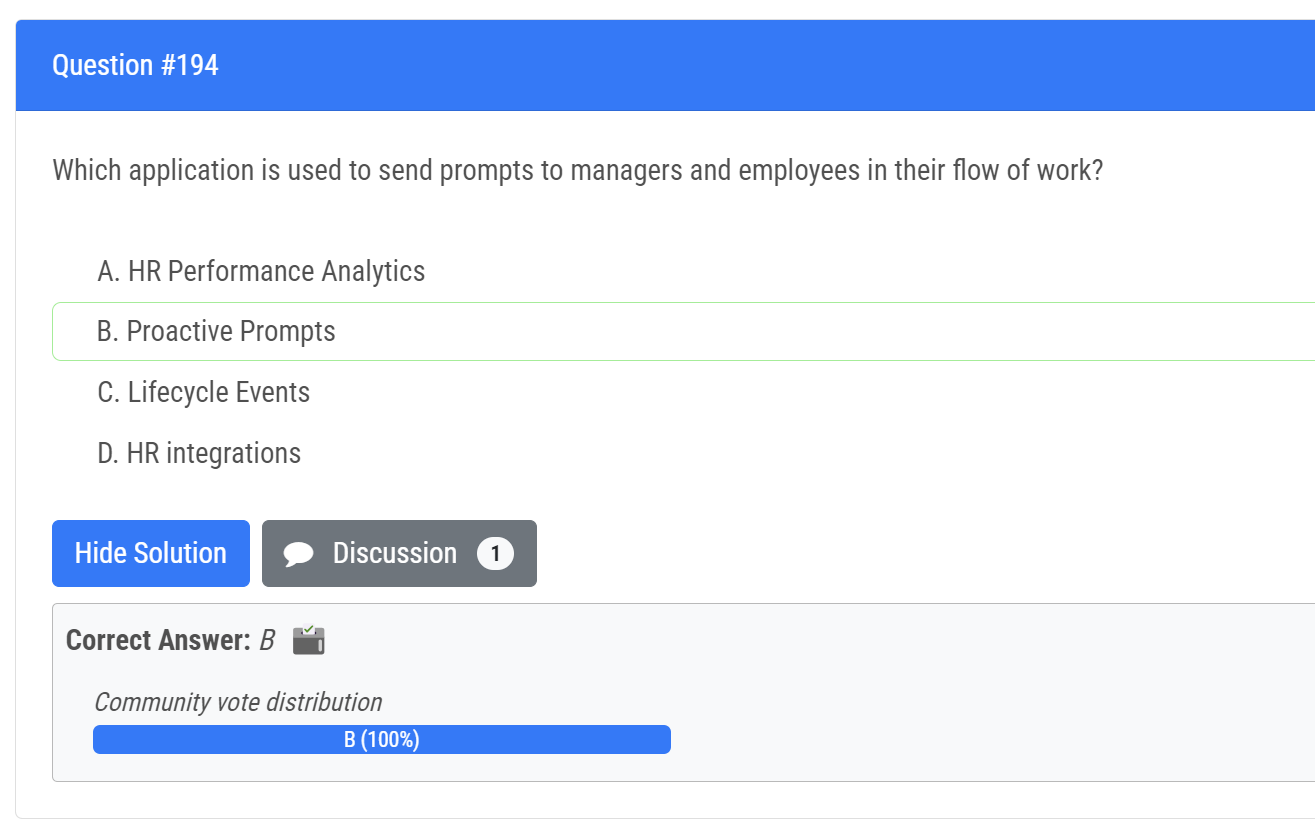 Question #194
Which application is used to send prompts to managers and employees in their flow of work?
A. HR Performance Analytics
B. Proactive Prompts
C. Lifecycle Events
D. HR integrations
Hide Solution
Discussion 1
Correct Answer: B
Community vote distribution
B (100%)